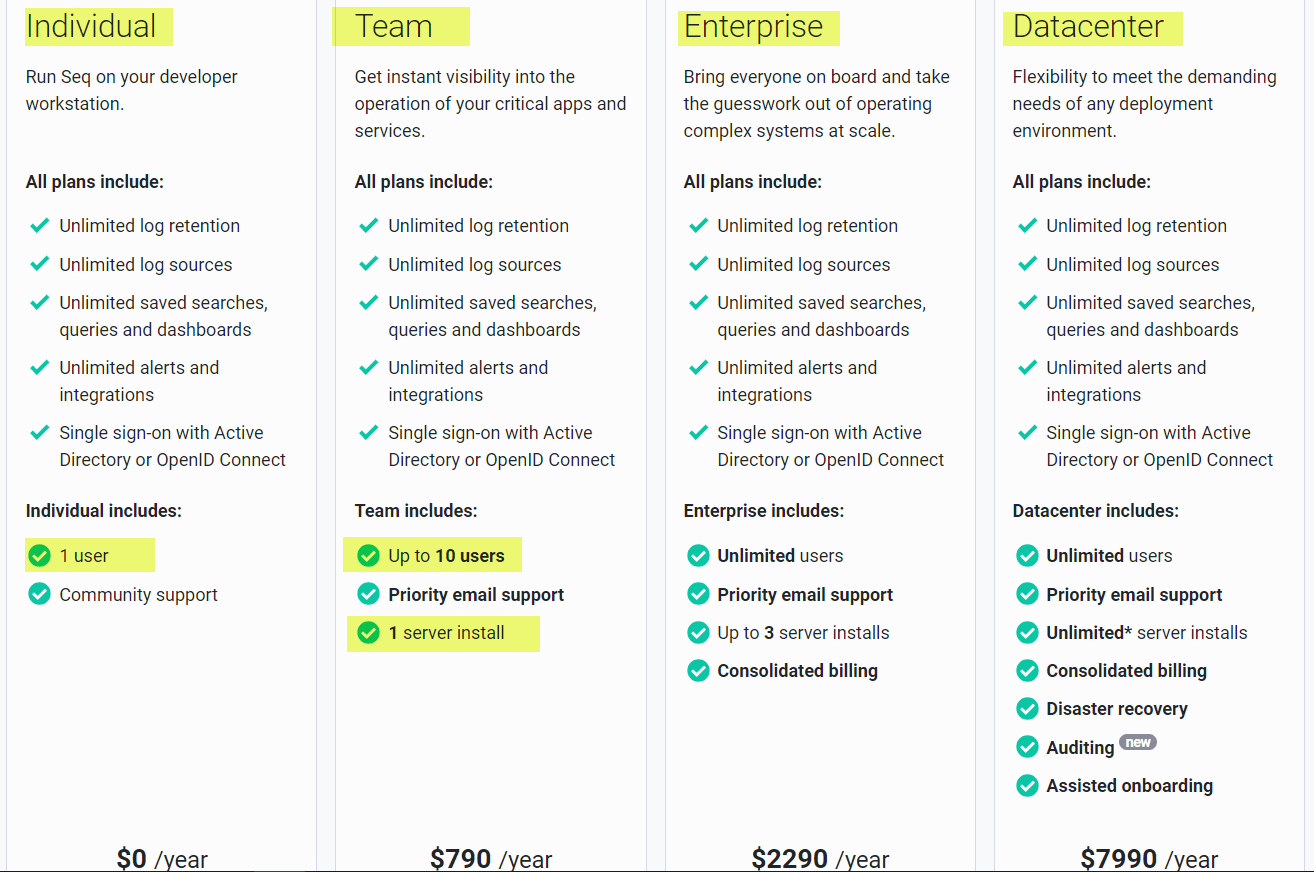 Individual
Run Seq on your developer
workstation.
All plans include:
Unlimited log retention
Unlimited log sources
Unlimited saved searches,
queries and dashboards
Unlimited alerts and
integrations
Single sign-on with Active
Directory or OpenID Connect
Individual includes:
1 user
Community support
$0 /year
Team
Get instant visibility into the
operation of your critical apps and
services.
All plans include:
Unlimited log retention
Unlimited log sources
Unlimited saved searches,
queries and dashboards
Unlimited alerts and
integrations
Single sign-on with Active
Directory or OpenID Connect
Team includes:
Up to 10 users
Priority email support
1 server install
$790 /year
Enterprise
Bring everyone on board and take
the guesswork out of operating
complex systems at scale.
All plans include:
Unlimited log retention
Unlimited log sources
Unlimited saved searches,
queries and dashboards
Unlimited alerts and
integrations
Single sign-on with Active
Directory or OpenID Connect
Enterprise includes:
Unlimited users
Priority email support
Up to 3 server installs
Consolidated billing
$2290 /year
Datacenter
Flexibility to meet the demanding
needs of any deployment
environment.
All plans include:
Unlimited log retention
Unlimited log sources
Unlimited saved searches,
queries and dashboards
Unlimited alerts and
integrations
Single sign-on with Active
Directory or OpenID Connect
Datacenter includes:
Unlimited users
Priority email support
Unlimited* server installs
Consolidated billing
Disaster recovery
Auditing new
Assisted onboarding
$7990 /year